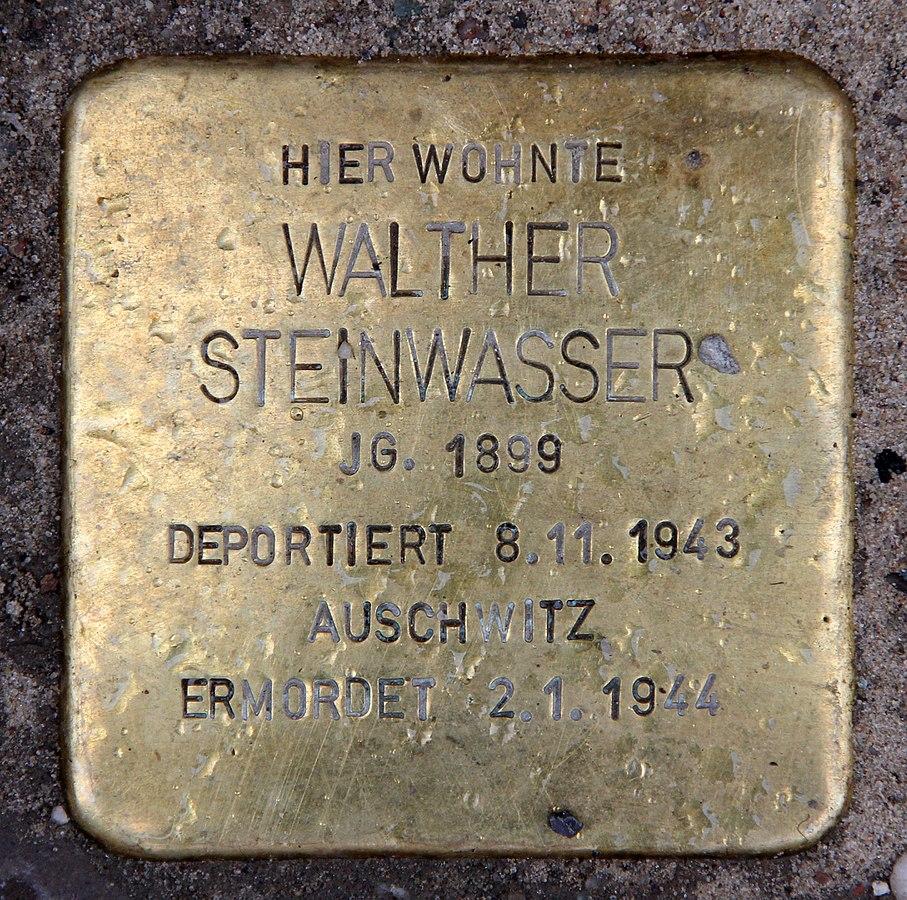 HIER WOHNTE
WALTHER
STEINWASSER
JG. 1899
DEPORTIERT 8.11.1943
AUSCHWITZ
ERMORDET 2.1.1944